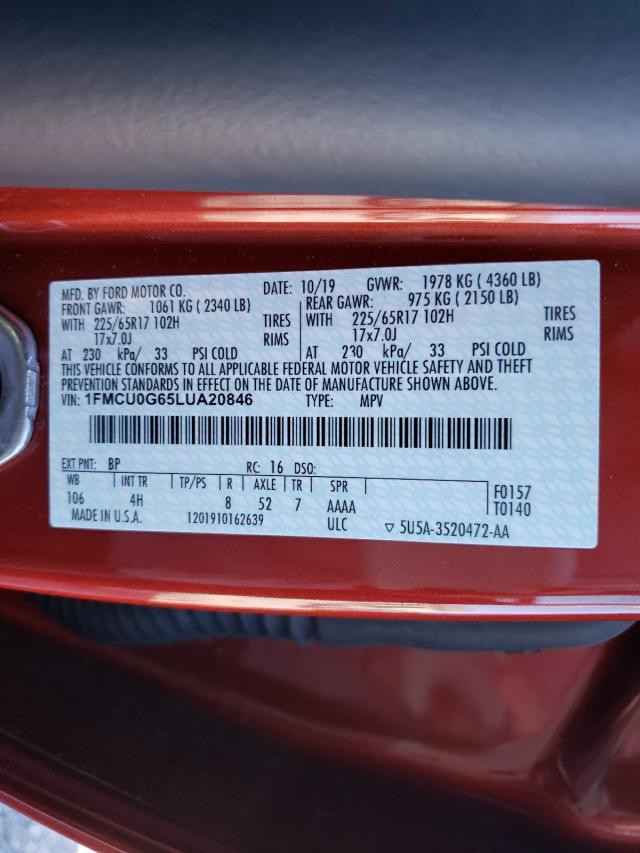 MFD. BY FORD MOTOR CO. DATE: 10/19 GVWR: 1978 KG ( 4360 LB)
FRONT GAWR: 1061 KG ( 2340 LB) REAR GAWR: 975 KG ( 2150 LB)
WITH 225/65R17 102H TIRES WITH 225/65R17 102H TIRES
17x7.0J RIMS 17x7.0J RIMS
AT 230 kPa/ 33 PSI COLD AT 230 kPa/ 33 PSI COLD
THIS VEHICLE CONFORMS TO ALL APPLICABLE FEDERAL MOTOR VEHICLE SAFETY AND THEFT
PREVENTION STANDARDS IN EFFECT ON THE DATE OF MANUFACTURE SHOWN ABOVE.
VIN: 1FMCU0G65LUA20846 TYPE: MPV
EXT PNT: BP RC: 16 DSO:
WB INT TR TP/PS R AXLE TR SPR F0157
106 4H 8 52 7 AAAA T0140
MADE IN U.S.A. 1201910162639 ULC ▽ 5U5A-3520472-AA